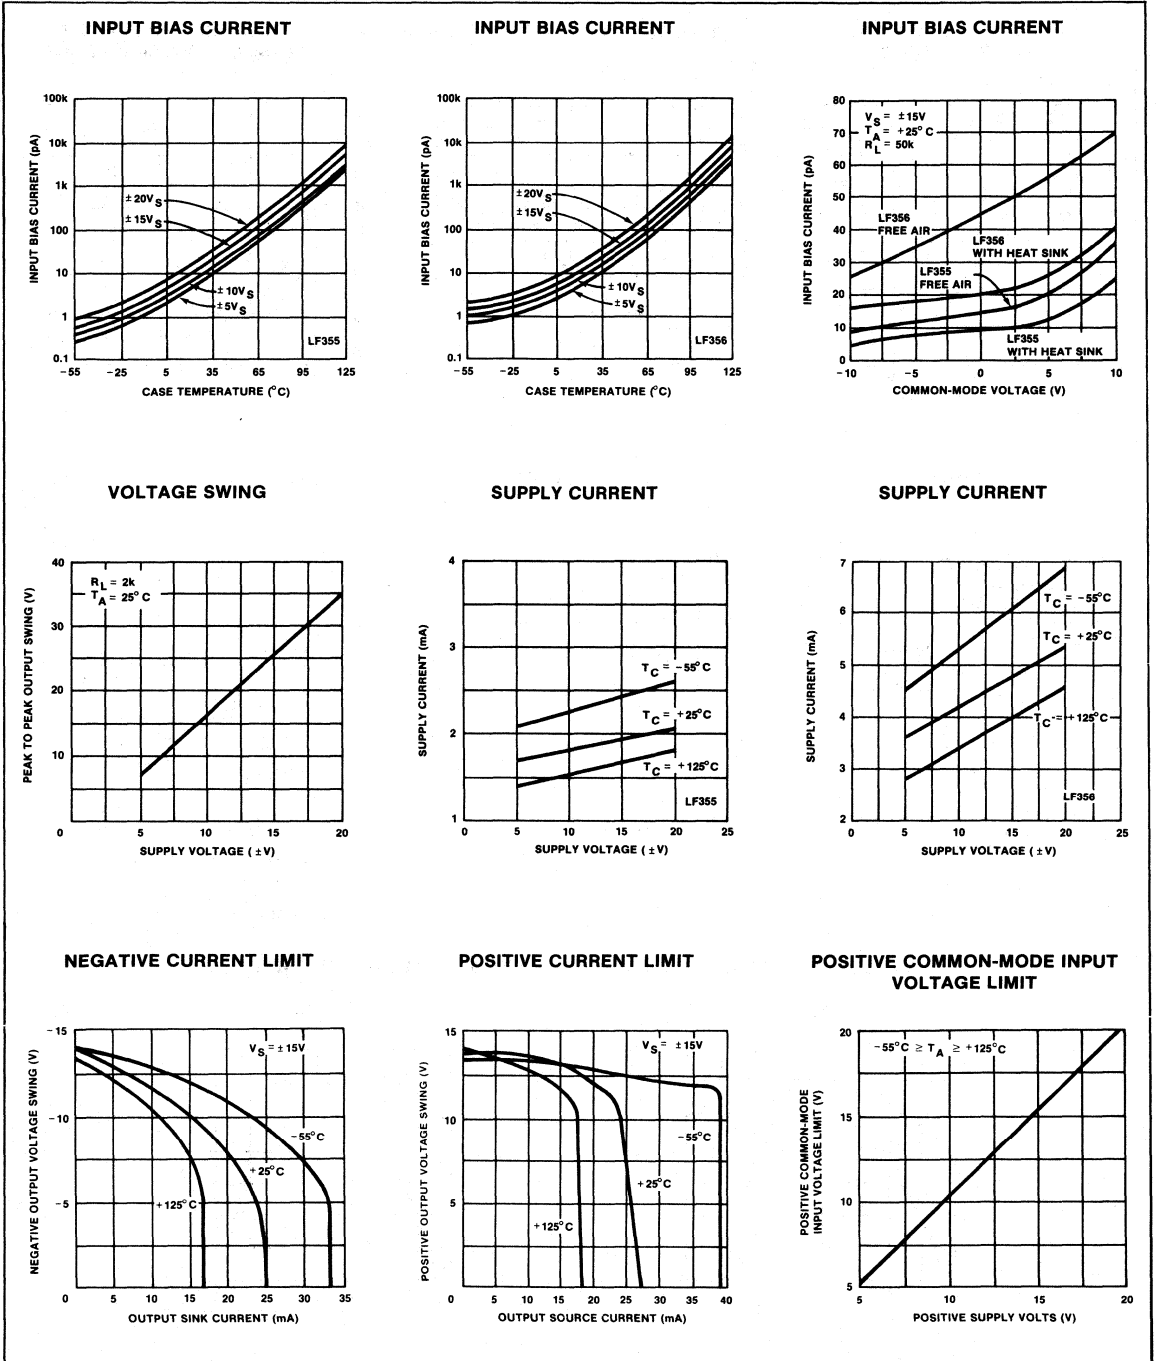 INPUT BIAS CURRENT
INPUT BIAS CURRENT (pA)
100k
10k
1k
100
10
1
0.1
±20VS
±15VS
±10VS
±5VS
LF355
-55 -25 5 35 65 95 125
CASE TEMPERATURE (°C)
INPUT BIAS CURRENT
INPUT BIAS CURRENT (pA)
100k
10k
1k
100
10
1
0.1
±20VS
±15VS
±10VS
±5VS
LF356
-55 -25 5 35 65 95 125
CASE TEMPERATURE (°C)
INPUT BIAS CURRENT
INPUT BIAS CURRENT (pA)
80
70
60
50
40
30
20
10
0
VS = ±15V
TA = +25°C
RL = 50k
LF356
FREE AIR
LF356
WITH HEAT SINK
LF355
FREE AIR
LF355
WITH HEAT SINK
-10 -5 0 5 10
COMMON-MODE VOLTAGE (V)
VOLTAGE SWING
PEAK TO PEAK OUTPUT SWING (V)
40
30
20
10
RL = 2k
TA = 25°C
0 5 10 15 20
SUPPLY VOLTAGE (±V)
SUPPLY CURRENT
SUPPLY CURRENT (mA)
4
3
2
1
TC = -55°C
TC = +25°C
TC = +125°C
LF355
0 5 10 15 20 25
SUPPLY VOLTAGE (±V)
SUPPLY CURRENT
SUPPLY CURRENT (mA)
7
6
5
4
3
2
TC = -55°C
TC = +25°C
TC = +125°C
LF356
0 5 10 15 20 25
SUPPLY VOLTAGE (±V)
NEGATIVE CURRENT LIMIT
NEGATIVE OUTPUT VOLTAGE SWING (V)
-15
-10
-5
VS = ±15V
-55°C
+25°C
+125°C
0 5 10 15 20 25 30 35
OUTPUT SINK CURRENT (mA)
POSITIVE CURRENT LIMIT
POSITIVE OUTPUT VOLTAGE SWING (V)
15
10
5
VS = ±15V
-55°C
+25°C
+125°C
0 5 10 15 20 25 30 35 40
OUTPUT SOURCE CURRENT (mA)
POSITIVE COMMON-MODE INPUT
VOLTAGE LIMIT
POSITIVE COMMON-MODE
INPUT VOLTAGE LIMIT (V)
20
15
10
5
-55°C ≥ TA ≥ +125°C
5 10 15 20
POSITIVE SUPPLY VOLTS (V)